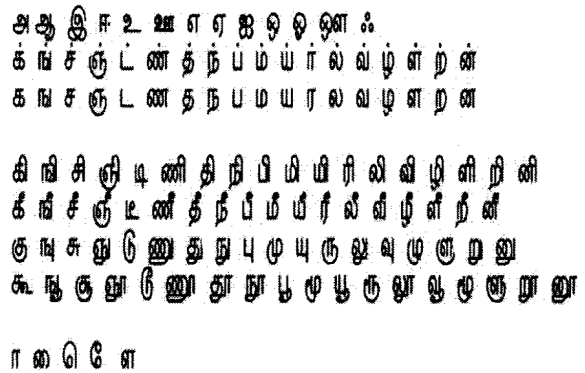 அ ஆ இ ஈ உ ஊ எ ஏ ஐ ஒ ஓ ஔ ஃ
க் ங் ச் ஞ் ட் ண் த் ந் ப் ம் ய் ர் ல் வ் ழ் ள் ற் ன்
க ங ச ஞ ட ண த ந ப ம ய ர ல வ ழ ள ற ன
கி ஙி சி ஞி டி ணி தி நி பி மி யி ரி லி வி ழி ளி றி னி
கீ ஙீ சீ ஞீ டீ ணீ தீ நீ பீ மீ யீ ரீ லீ வீ ழீ ளீ றீ னீ
கு ஙு சு ஞு டு ணு து நு பு மு யு ரு லு வு ழு ளு று னு
கூ ஙூ சூ ஞூ டூ ணூ தூ நூ பூ மூ யூ ரூ லூ வூ ழூ ளூ றூ னூ
ா ை ெ ே ள